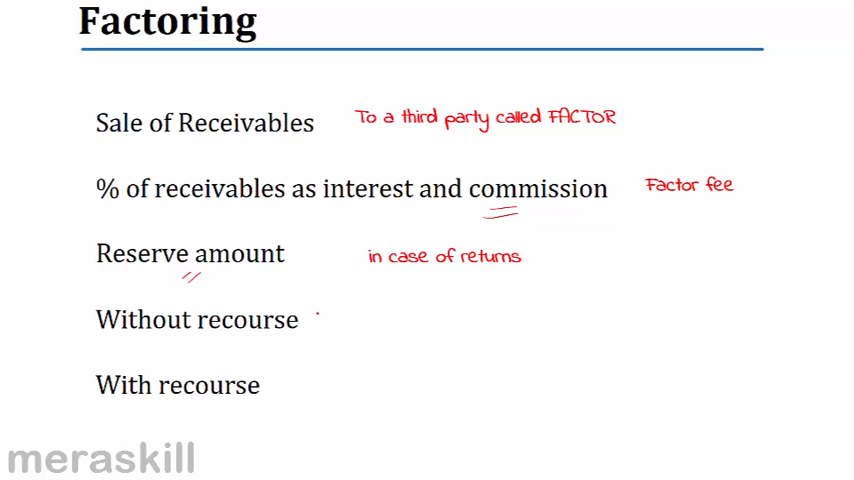 Factoring
Sale of Receivables To a third party called FACTOR
% of receivables as interest and commission Factor fee
Reserve amount in case of returns
Without recourse
With recourse
meraskill